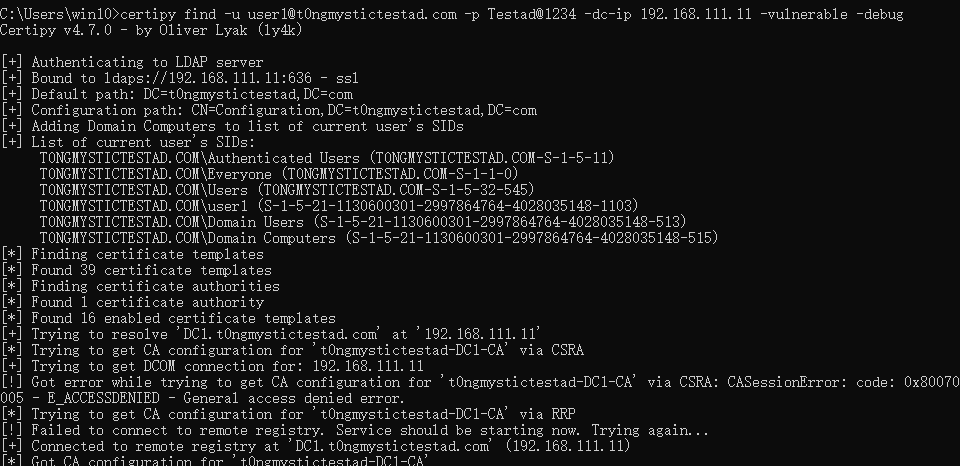 C:\Users\win10>certipy find -u user1@t0ngmystictestad.com -p Testad@1234 -dc-ip 192.168.111.11 -vulnerable -debug
Certipy v4.7.0 - by Oliver Lyak (ly4k)
[+] Authenticating to LDAP server
[+] Bound to ldaps://192.168.111.11:636 - ssl
[+] Default path: DC=t0ngmystictestad,DC=com
[+] Configuration path: CN=Configuration,DC=t0ngmystictestad,DC=com
[+] Adding Domain Computers to list of current user's SIDs
[+] List of current user's SIDs:
T0NGMYSTICTESTAD.COM\Authenticated Users (T0NGMYSTICTESTAD.COM-S-1-5-11)
T0NGMYSTICTESTAD.COM\Everyone (T0NGMYSTICTESTAD.COM-S-1-1-0)
T0NGMYSTICTESTAD.COM\Users (T0NGMYSTICTESTAD.COM-S-1-5-32-545)
T0NGMYSTICTESTAD.COM\user1 (S-1-5-21-1130600301-2997864764-4028035148-1103)
T0NGMYSTICTESTAD.COM\Domain Users (S-1-5-21-1130600301-2997864764-4028035148-513)
T0NGMYSTICTESTAD.COM\Domain Computers (S-1-5-21-1130600301-2997864764-4028035148-515)
[*] Finding certificate templates
[*] Found 39 certificate templates
[*] Finding certificate authorities
[*] Found 1 certificate authority
[*] Found 16 enabled certificate templates
[+] Trying to resolve 'DC1.t0ngmystictestad.com' at '192.168.111.11'
[*] Trying to get CA configuration for 't0ngmystictestad-DC1-CA' via CSRA
[+] Trying to get DCOM connection for: 192.168.111.11
[!] Got error while trying to get CA configuration for 't0ngmystictestad-DC1-CA' via CSRA: CASessionError: code: 0x80070
005 - E_ACCESSDENIED - General access denied error.
[*] Trying to get CA configuration for 't0ngmystictestad-DC1-CA' via RRP
[!] Failed to connect to remote registry. Service should be starting now. Trying again...
[+] Connected to remote registry at 'DC1.t0ngmystictestad.com' (192.168.111.11)
[*] Got CA configuration for 't0ngmystictestad-DC1-CA'